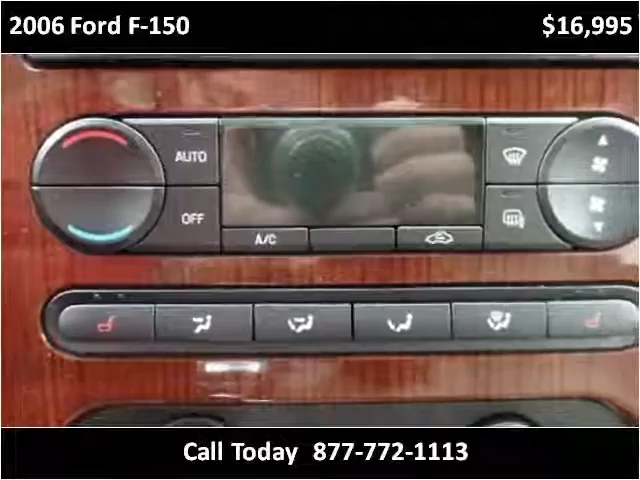 2006 Ford F-150 $16,995
AUTO
OFF
A/C
Call Today 877-772-1113